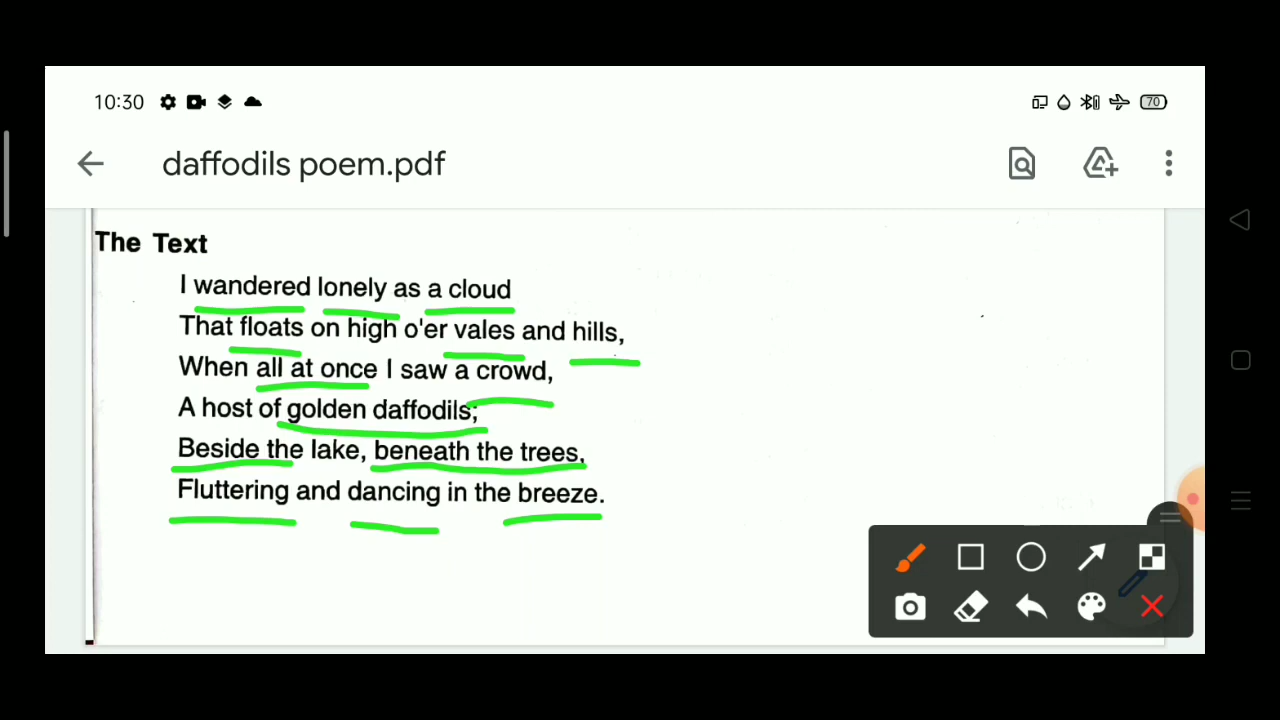 10:30
70
daffodils poem.pdf
The Text
I wandered lonely as a cloud
That floats on high o'er vales and hills,
When all at once I saw a crowd,
A host of golden daffodils;
Beside the lake, beneath the trees,
Fluttering and dancing in the breeze.